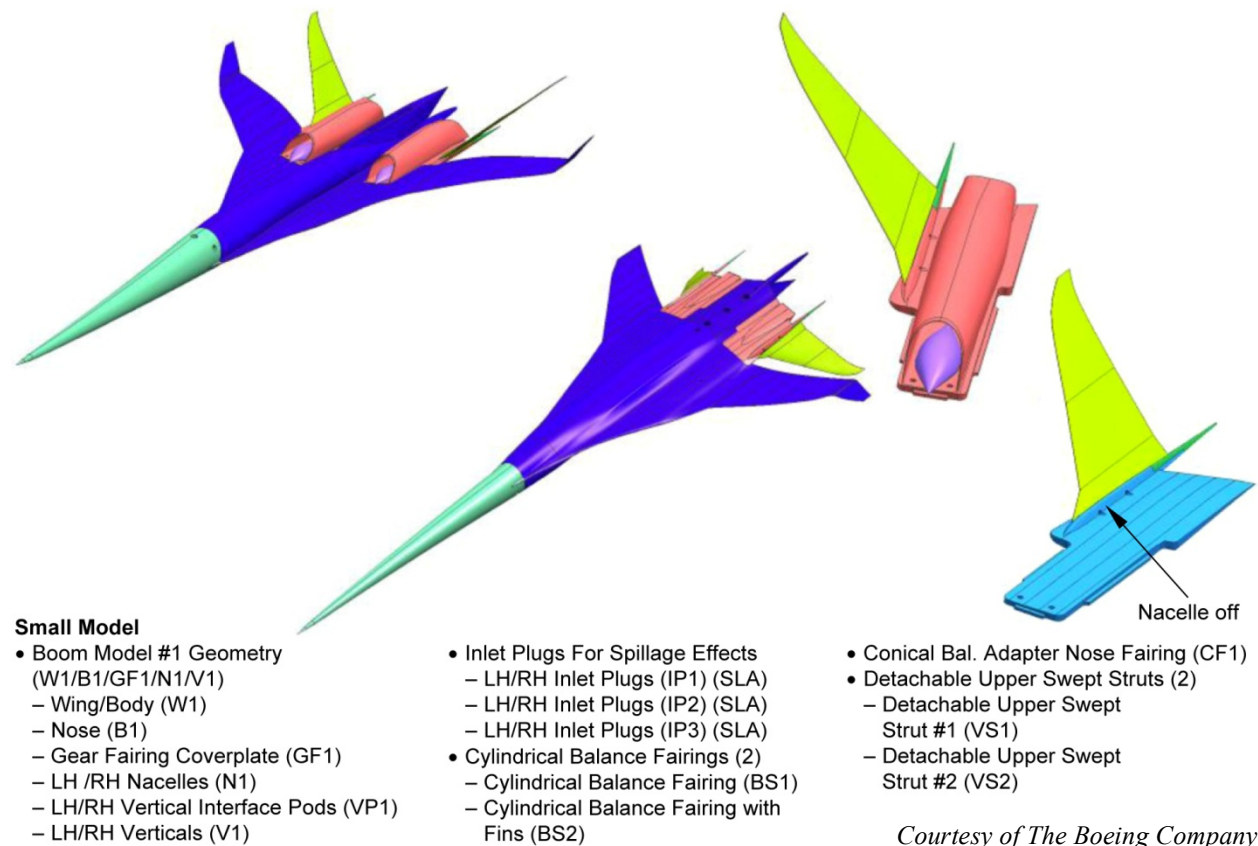 Nacelle off
Small Model
• Boom Model #1 Geometry
(W1/B1/GF1/N1/V1)
– Wing/Body (W1)
– Nose (B1)
– Gear Fairing Coverplate (GF1)
– LH /RH Nacelles (N1)
– LH/RH Vertical Interface Pods (VP1)
– LH/RH Verticals (V1)
• Inlet Plugs For Spillage Effects
– LH/RH Inlet Plugs (IP1) (SLA)
– LH/RH Inlet Plugs (IP2) (SLA)
– LH/RH Inlet Plugs (IP3) (SLA)
• Cylindrical Balance Fairings (2)
– Cylindrical Balance Fairing (BS1)
– Cylindrical Balance Fairing with
Fins (BS2)
• Conical Bal. Adapter Nose Fairing (CF1)
• Detachable Upper Swept Struts (2)
– Detachable Upper Swept
Strut #1 (VS1)
– Detachable Upper Swept
Strut #2 (VS2)
Courtesy of The Boeing Company